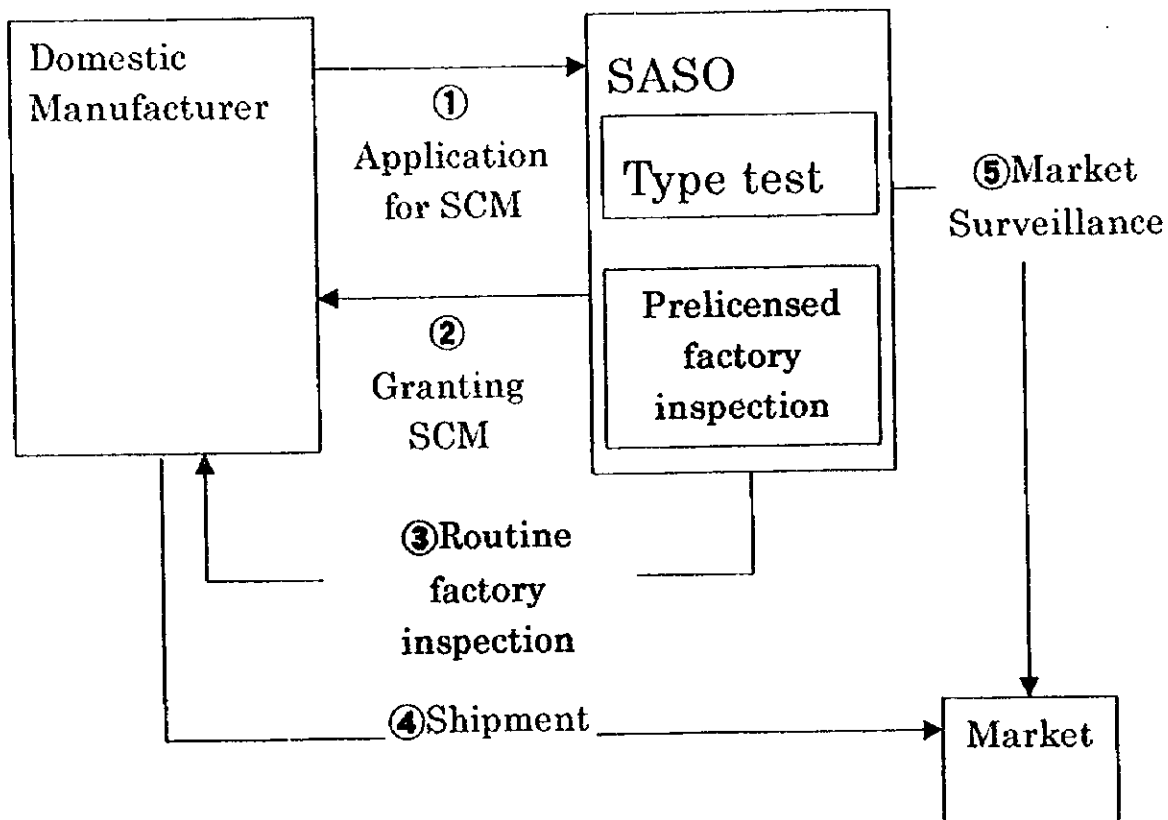 Domestic
Manufacturer
①
Application
for SCM
②
Granting
SCM
SASO
Type test
Prelicensed
factory
inspection
⑤Market
Surveillance
③Routine
factory
inspection
④Shipment
Market